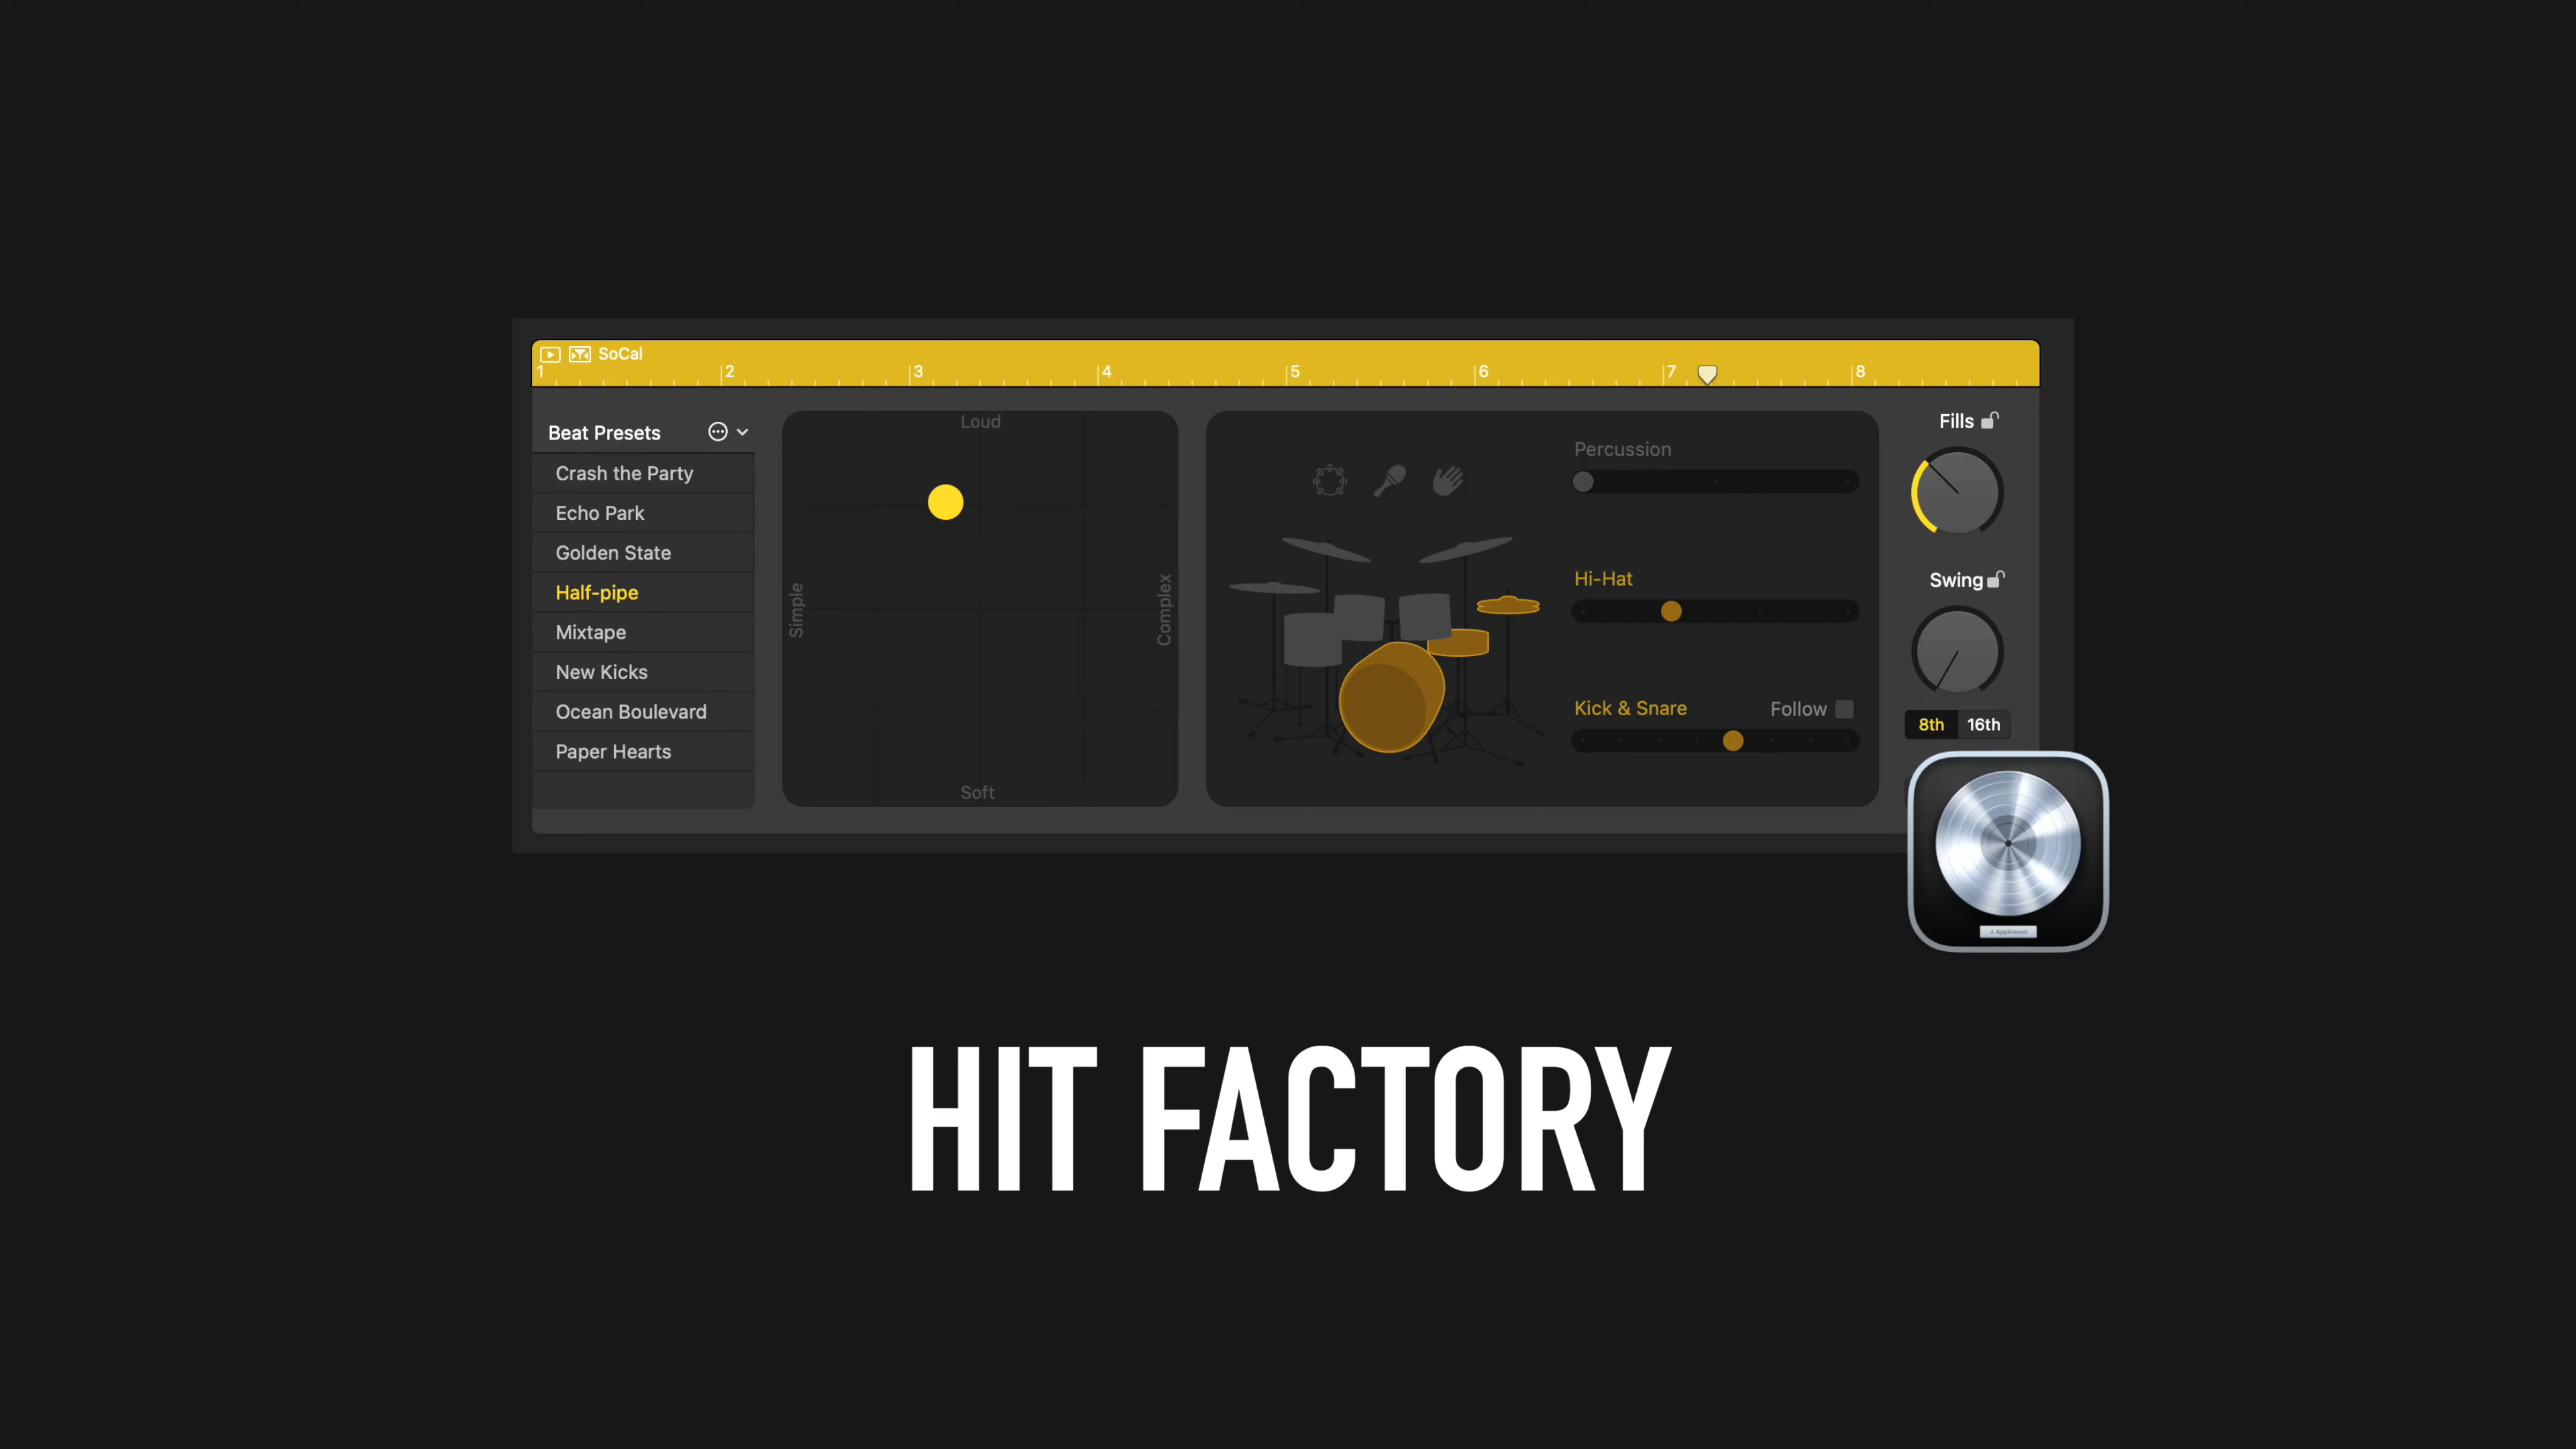 SoCal
1 2 3 4 5 6 7 8
Beat Presets
Crash the Party
Echo Park
Golden State
Half-pipe
Mixtape
New Kicks
Ocean Boulevard
Paper Hearts
Loud
Simple
Complex
Soft
Percussion
Hi-Hat
Kick & Snare Follow
Fills
Swing
8th 16th
J. Appleseed
HIT FACTORY